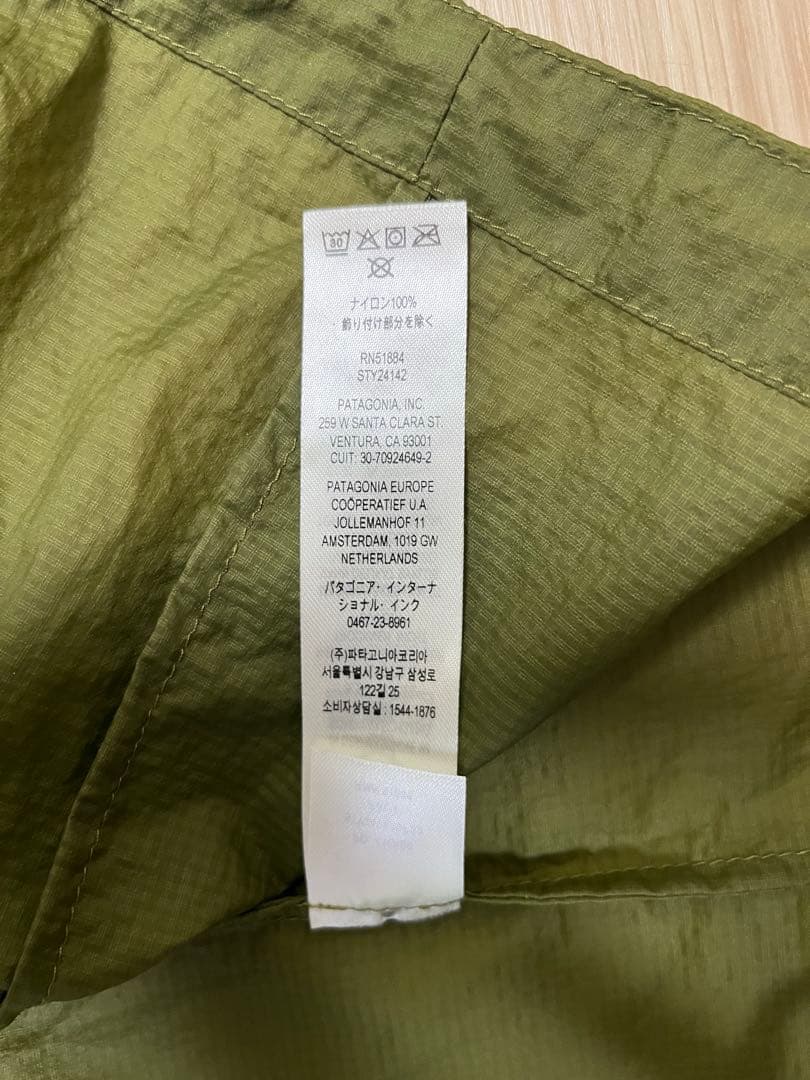 30
ナイロン100%
・飾り付け部分を除く
RN51884
STY24142
PATAGONIA, INC.
259 W SANTA CLARA ST.
VENTURA, CA 93001
CUIT: 30-70924649-2
PATAGONIA EUROPE
COÖPERATIEF U.A.
JOLLEMANHOF 11
AMSTERDAM, 1019 GW
NETHERLANDS
パタゴニア・インターナ
ショナル・インク
0467-23-8961
(주)파타고니아코리아
서울특별시 강남구 삼성로
122길 25
소비자상담실 : 1544-1876